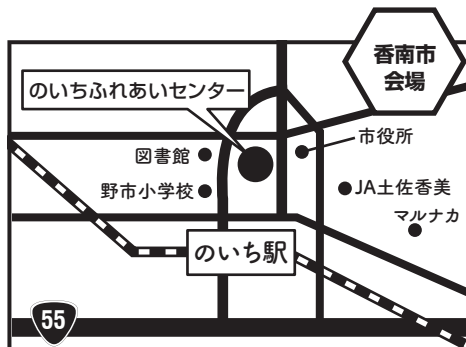 香南市
会場
のいちふれあいセンター
市役所
図書館
野市小学校
JA土佐香美
マルナカ
のいち駅
55